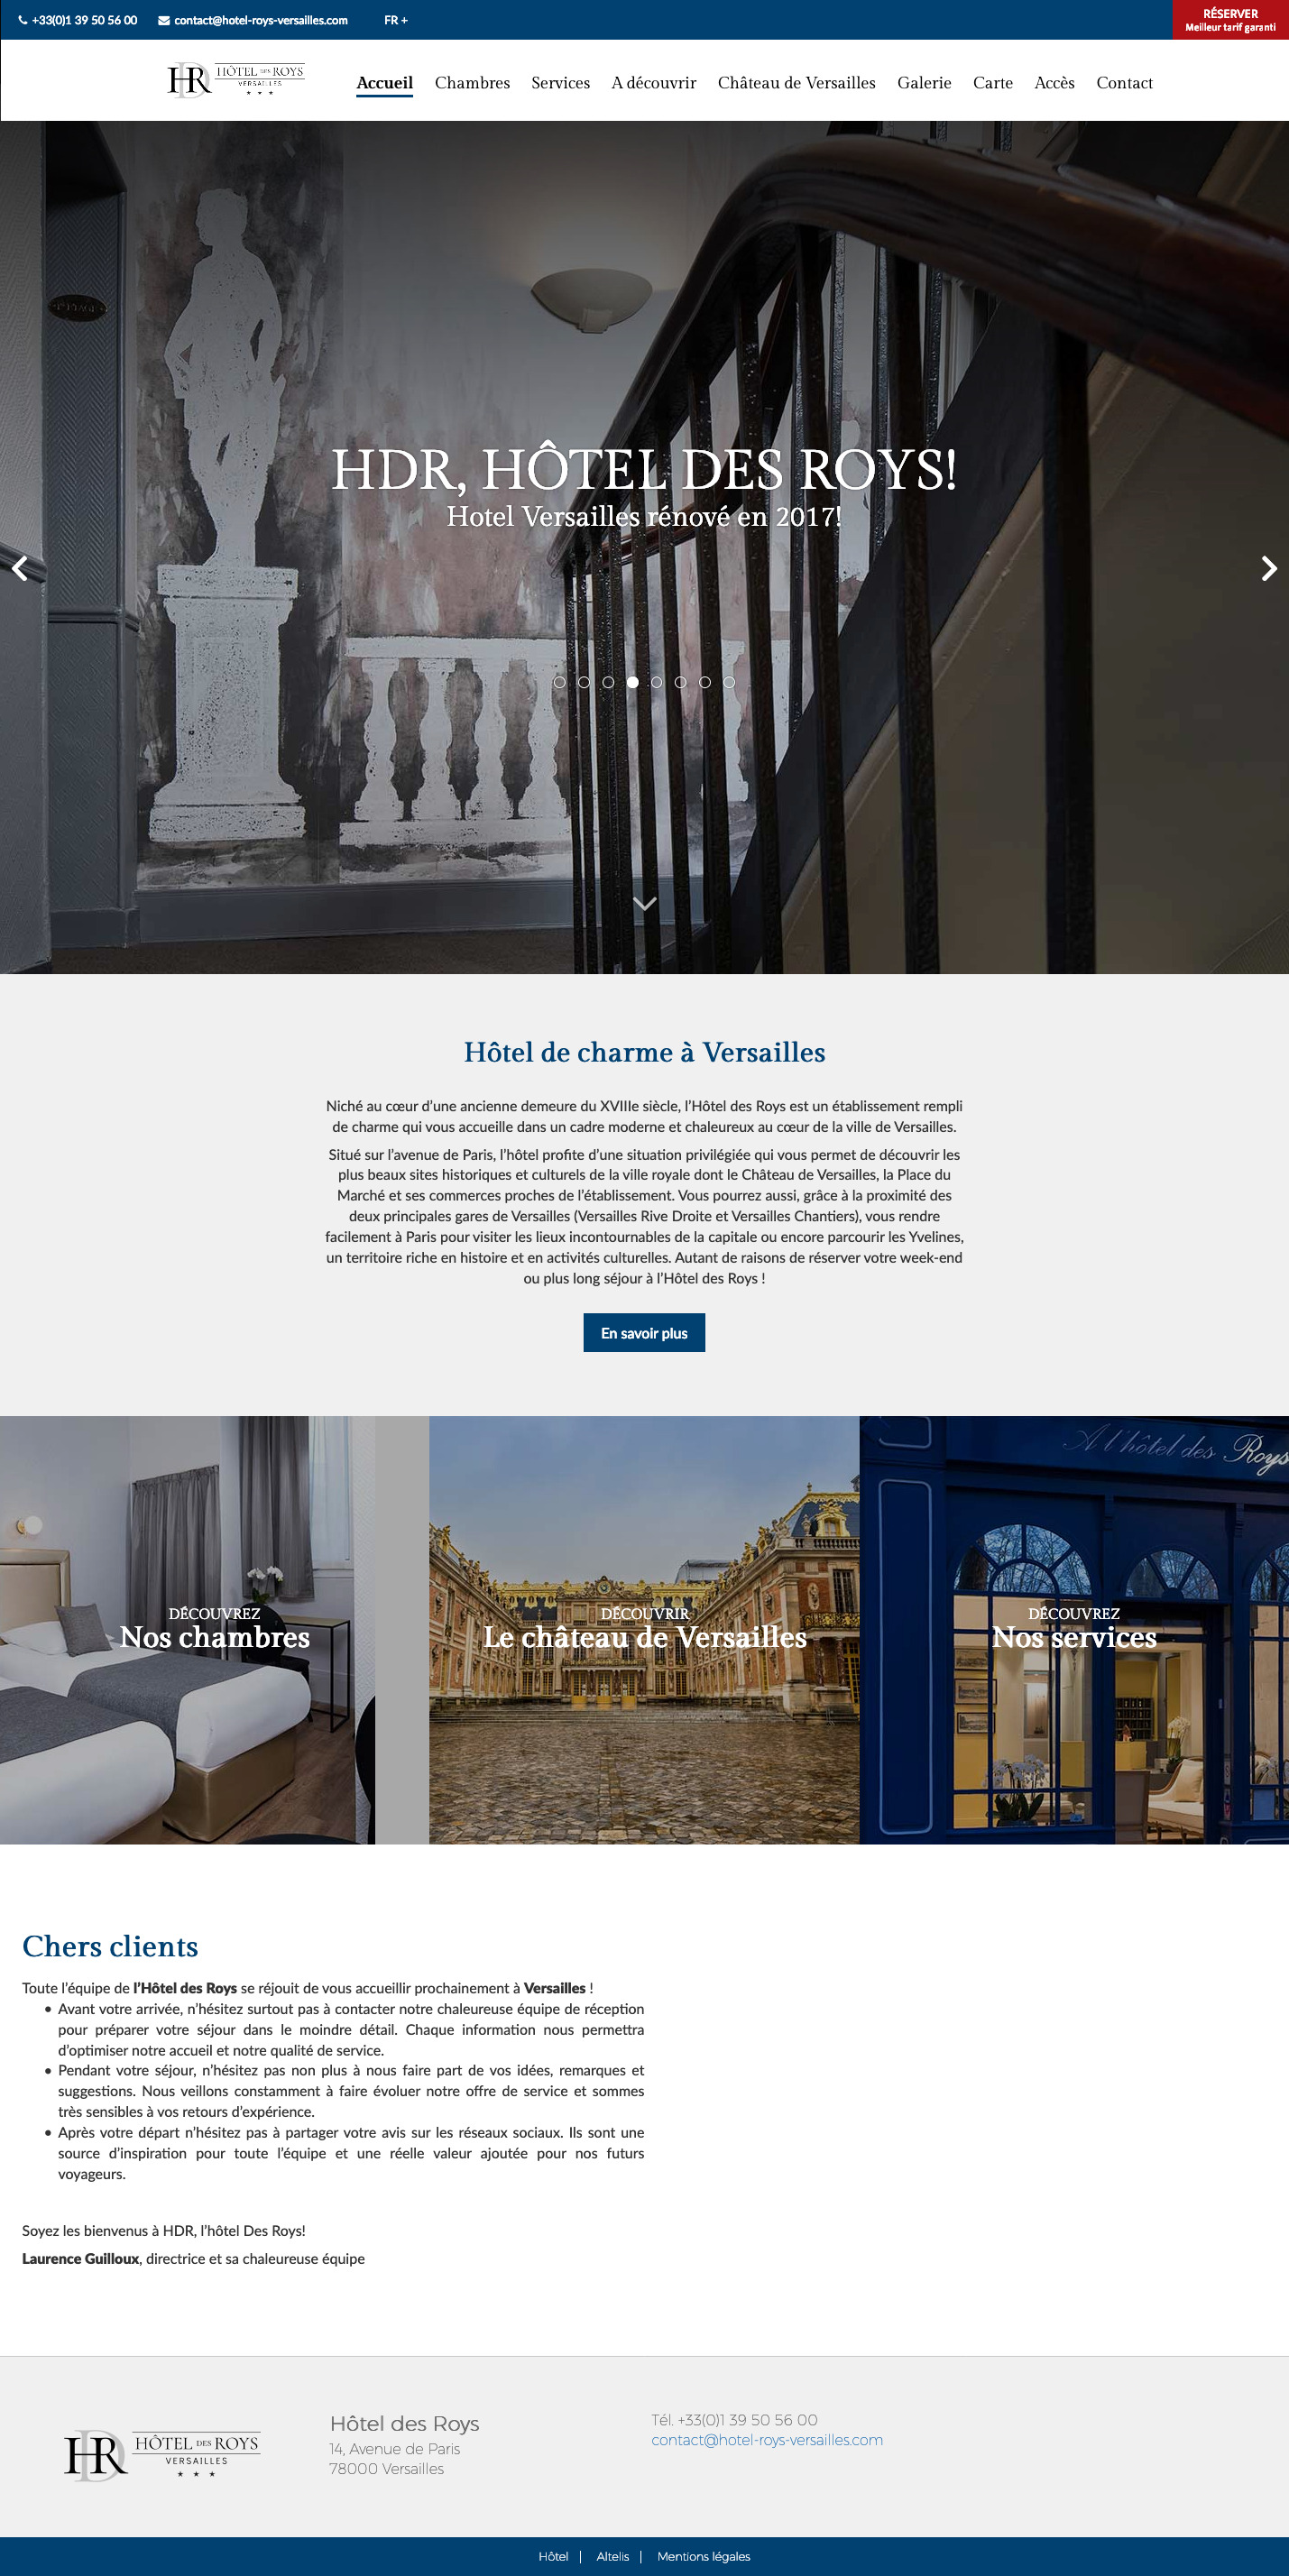 +33(0)1 39 50 56 00 contact@hotel-roys-versailles.com FR +
RÉSERVER
Meilleur tarif garanti
HDR HÔTEL DES ROYS
VERSAILLES
Accueil Chambres Services A découvrir Château de Versailles Galerie Carte Accès Contact
HDR, HÔTEL DES ROYS!
Hotel Versailles rénové en 2017!
Hôtel de charme à Versailles
Niché au cœur d’une ancienne demeure du XVIIIe siècle, l’Hôtel des Roys est un établissement rempli
de charme qui vous accueille dans un cadre moderne et chaleureux au cœur de la ville de Versailles.
Situé sur l’avenue de Paris, l’hôtel profite d’une situation privilégiée qui vous permet de découvrir les
plus beaux sites historiques et culturels de la ville royale dont le Château de Versailles, la Place du
Marché et ses commerces proches de l’établissement. Vous pourrez aussi, grâce à la proximité des
deux principales gares de Versailles (Versailles Rive Droite et Versailles Chantiers), vous rendre
facilement à Paris pour visiter les lieux incontournables de la capitale ou encore parcourir les Yvelines,
un territoire riche en histoire et en activités culturelles. Autant de raisons de réserver votre week-end
ou plus long séjour à l’Hôtel des Roys !
En savoir plus
A l'hôtel des Roys
DÉCOUVREZ
Nos chambres
DÉCOUVRIR
Le château de Versailles
DÉCOUVREZ
Nos services
Chers clients
Toute l’équipe de l’Hôtel des Roys se réjouit de vous accueillir prochainement à Versailles !
• Avant votre arrivée, n’hésitez surtout pas à contacter notre chaleureuse équipe de réception
pour préparer votre séjour dans le moindre détail. Chaque information nous permettra
d’optimiser notre accueil et notre qualité de service.
• Pendant votre séjour, n’hésitez pas non plus à nous faire part de vos idées, remarques et
suggestions. Nous veillons constamment à faire évoluer notre offre de service et sommes
très sensibles à vos retours d’expérience.
• Après votre départ n’hésitez pas à partager votre avis sur les réseaux sociaux. Ils sont une
source d’inspiration pour toute l’équipe et une réelle valeur ajoutée pour nos futurs
voyageurs.
Soyez les bienvenus à HDR, l’hôtel Des Roys!
Laurence Guilloux, directrice et sa chaleureuse équipe
HDR HÔTEL DES ROYS
VERSAILLES
Hôtel des Roys
14, Avenue de Paris
78000 Versailles
Tél. +33(0)1 39 50 56 00
contact@hotel-roys-versailles.com
Hôtel | Altelis | Mentions légales